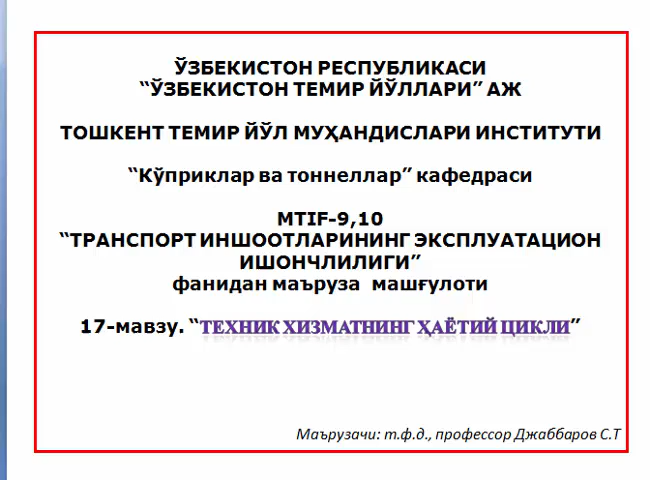 ЎЗБЕКИСТОН РЕСПУБЛИКАСИ
“ЎЗБЕКИСТОН ТЕМИР ЙЎЛЛАРИ” АЖ
ТОШКЕНТ ТЕМИР ЙЎЛ МУҲАНДИСЛАРИ ИНСТИТУТИ
“Кўприклар ва тоннеллар” кафедраси
MTIF-9,10
“ТРАНСПОРТ ИНШООТЛАРИНИНГ ЭКСПЛУАТАЦИОН
ИШОНЧЛИЛИГИ”
фанидан маъруза машғулоти
17-мавзу. “ТЕХНИК ХИЗМАТНИНГ ҲАЁТИЙ ЦИКЛИ”
Маърузачи: т.ф.д., профессор Джаббаров С.Т